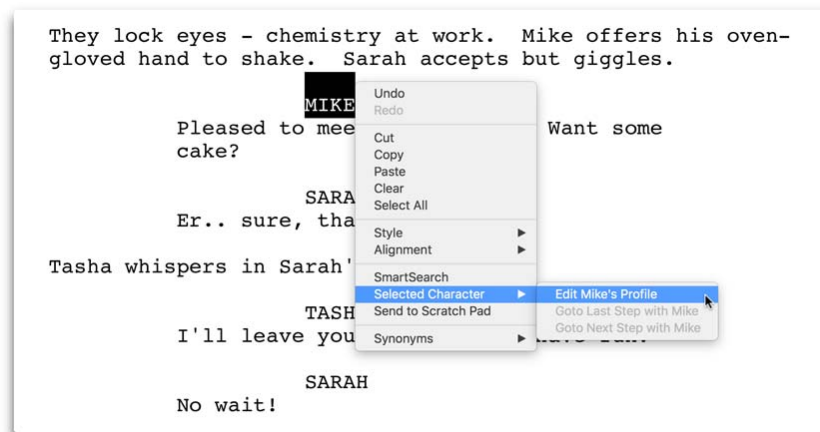 They lock eyes – chemistry at work.  Mike offers his oven-
gloved hand to shake.  Sarah accepts but giggles.
MIKE
Pleased to mee
Want some
cake?
SARA
Er.. sure, tha
Tasha whispers in Sarah'
TASH
I'll leave you
SARAH
No wait!
Undo
Redo
Cut
Copy
Paste
Clear
Select All
Style
Alignment
SmartSearch
Selected Character
Send to Scratch Pad
Synonyms
Edit Mike's Profile
Goto Last Step with Mike
Goto Next Step with Mike